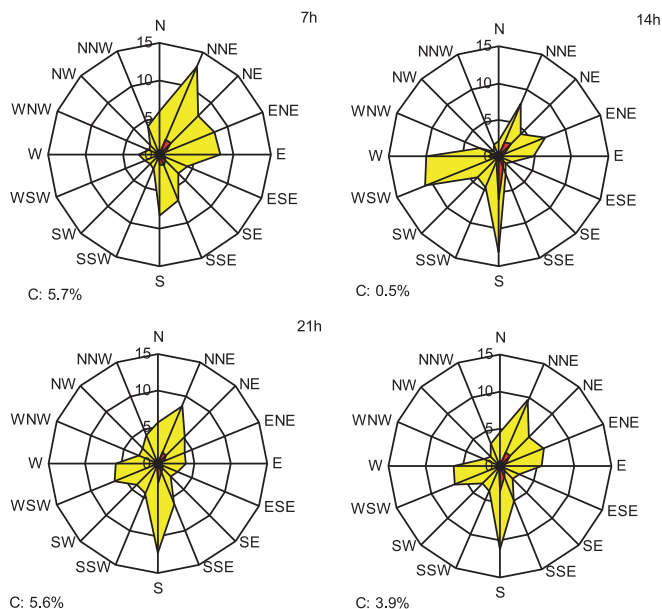 7h
N
NNW
NNE
NW
NE
WNW
ENE
W
E
WSW
ESE
SW
SE
SSW
SSE
S
15
10
5
0
C: 5.7%
14h
N
NNW
NNE
NW
NE
WNW
ENE
W
E
WSW
ESE
SW
SE
SSW
SSE
S
15
10
5
0
C: 0.5%
21h
N
NNW
NNE
NW
NE
WNW
ENE
W
E
WSW
ESE
SW
SE
SSW
SSE
S
15
10
5
0
C: 5.6%
N
NNW
NNE
NW
NE
WNW
ENE
W
E
WSW
ESE
SW
SE
SSW
SSE
S
15
10
5
0
C: 3.9%